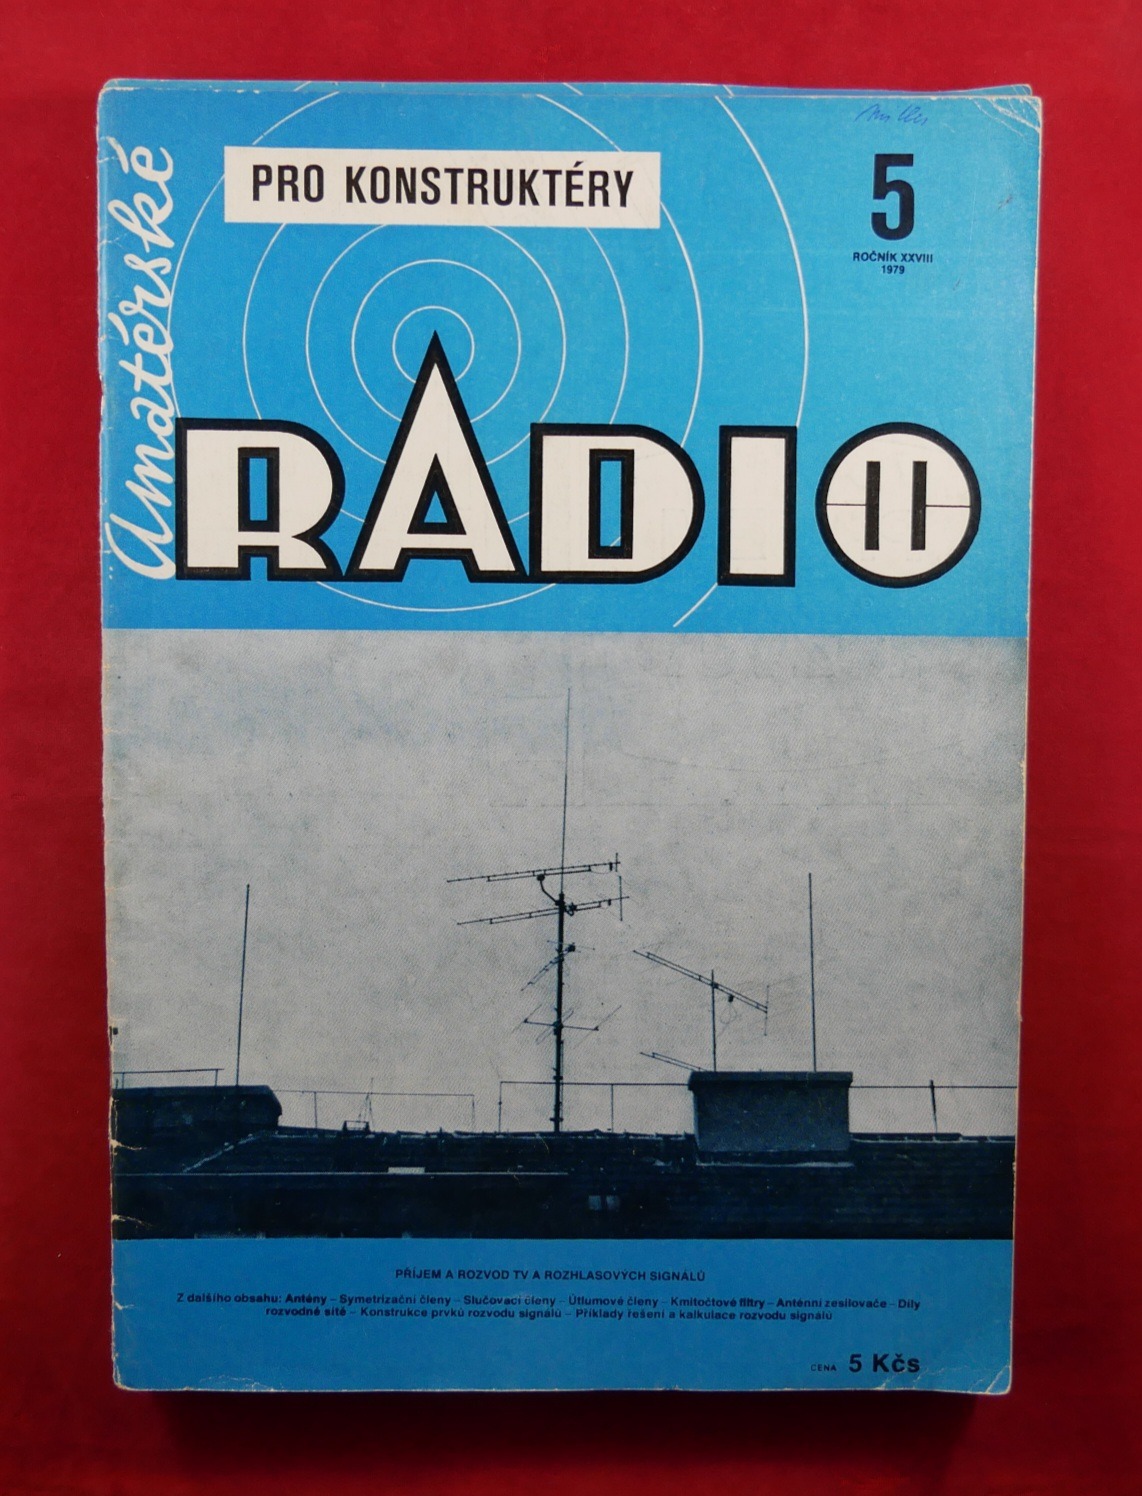 Amatérské
PRO KONSTRUKTÉRY
5
ROČNÍK XXVIII
1979
RADIO
PŘÍJEM A ROZVOD TV A ROZHLASOVÝCH SIGNÁLŮ
Z dalšího obsahu: Antény – Symetrizační členy – Slučovací členy – Útlumové členy – Kmitočtové filtry – Anténní zesilovače – Díly
rozvodné sítě – Konstrukce prvků rozvodu signálů – Příklady řešení a kalkulace rozvodu signálů
CENA 5 Kčs